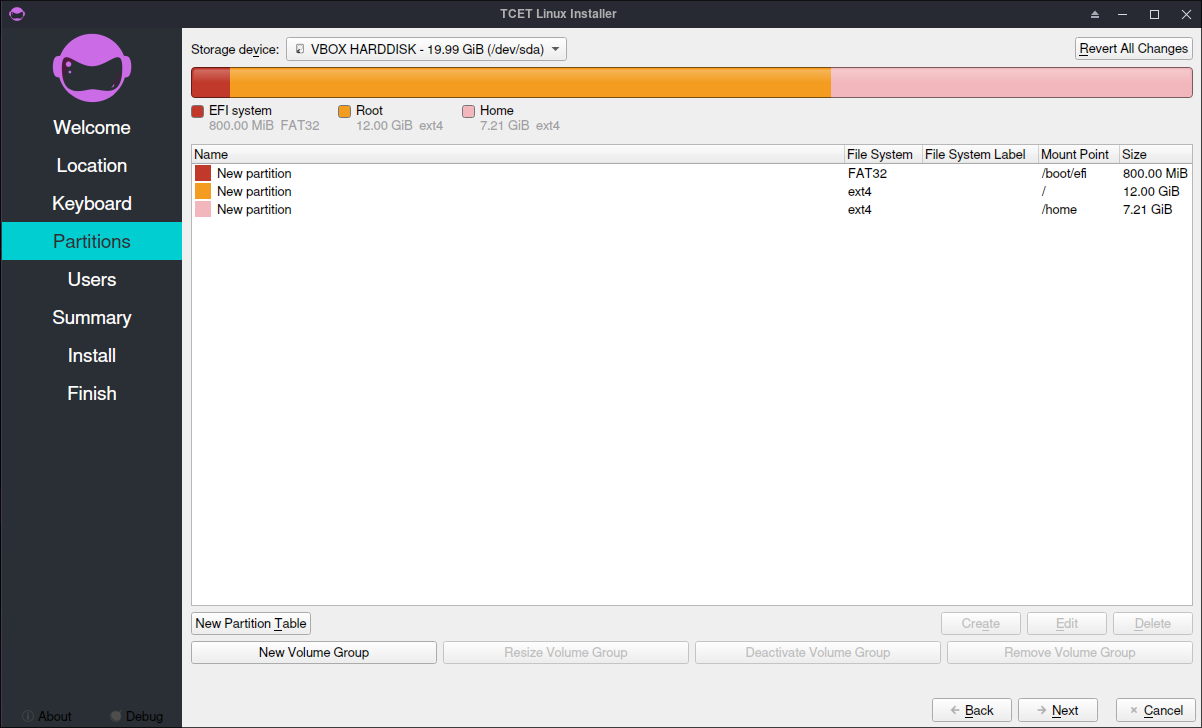 TCET Linux Installer
Welcome
Location
Keyboard
Partitions
Users
Summary
Install
Finish
About
Debug
Storage device: VBOX HARDDISK - 19.99 GiB (/dev/sda)
Revert All Changes
EFI system
800.00 MiB FAT32
Root
12.00 GiB ext4
Home
7.21 GiB ext4
Name File System File System Label Mount Point Size
New partition FAT32 /boot/efi 800.00 MiB
New partition ext4 / 12.00 GiB
New partition ext4 /home 7.21 GiB
New Partition Table Create Edit Delete
New Volume Group Resize Volume Group Deactivate Volume Group Remove Volume Group
Back Next Cancel